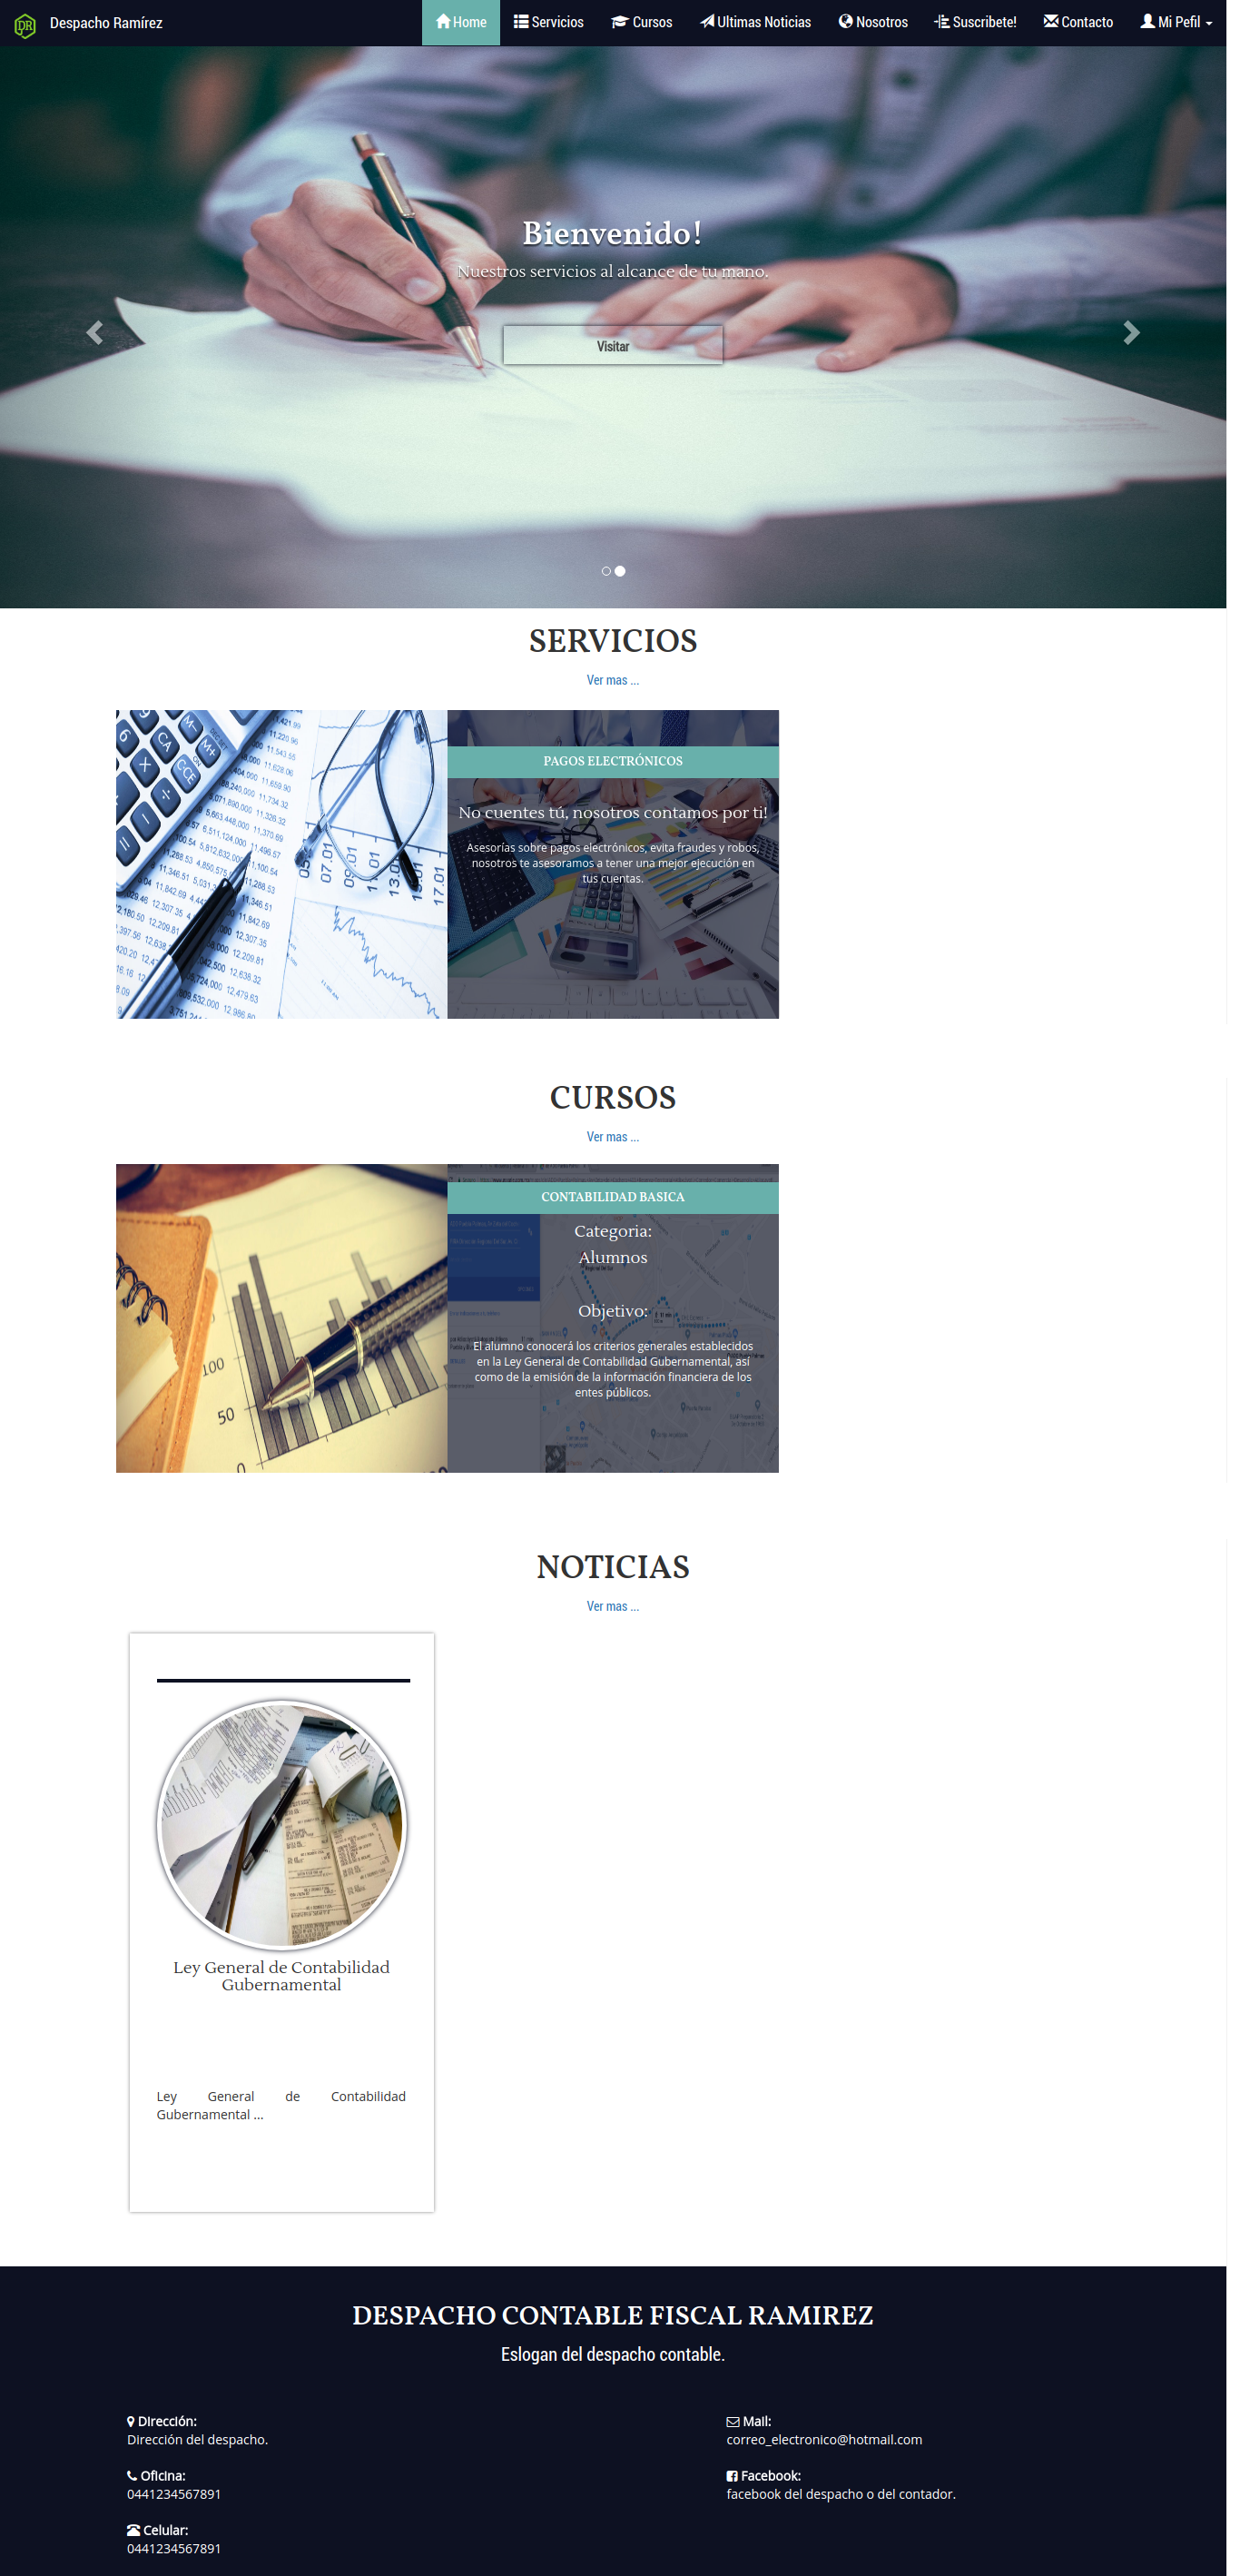 DR Despacho Ramírez Home Servicios Cursos Ultimas Noticias Nosotros Suscribete! Contacto Mi Pefil
Bienvenido!
Nuestros servicios al alcance de tu mano.
Visitar
SERVICIOS
Ver mas ...
PAGOS ELECTRÓNICOS
No cuentes tú, nosotros contamos por ti!
Asesorías sobre pagos electrónicos, evita fraudes y robos,
nosotros te asesoramos a tener una mejor ejecución en
tus cuentas.
CURSOS
Ver mas ...
CONTABILIDAD BASICA
Categoria:
Alumnos
Objetivo:
El alumno conocerá los criterios generales establecidos
en la Ley General de Contabilidad Gubernamental, así
como de la emisión de la información financiera de los
entes públicos.
100
50
0
NOTICIAS
Ver mas ...
Ley General de Contabilidad
Gubernamental
Ley General de Contabilidad
Gubernamental ...
DESPACHO CONTABLE FISCAL RAMIREZ
Eslogan del despacho contable.
Dirección:
Dirección del despacho.
Oficina:
0441234567891
Celular:
0441234567891
Mail:
correo_electronico@hotmail.com
Facebook:
facebook del despacho o del contador.